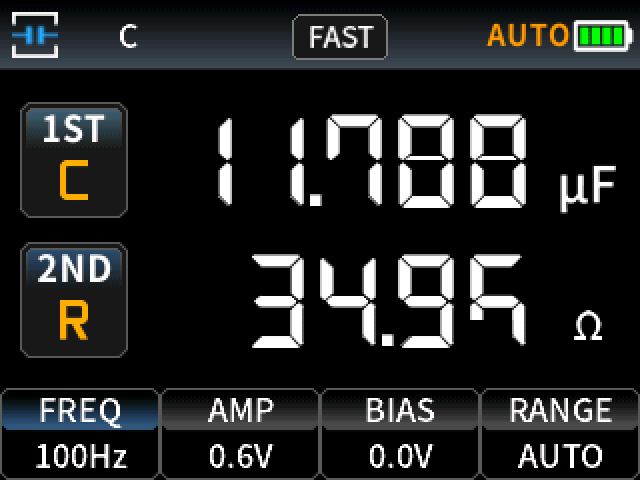 C FAST AUTO
1ST
C
11.788 µF
2ND
R
34.95 Ω
FREQ AMP BIAS RANGE
100Hz 0.6V 0.0V AUTO